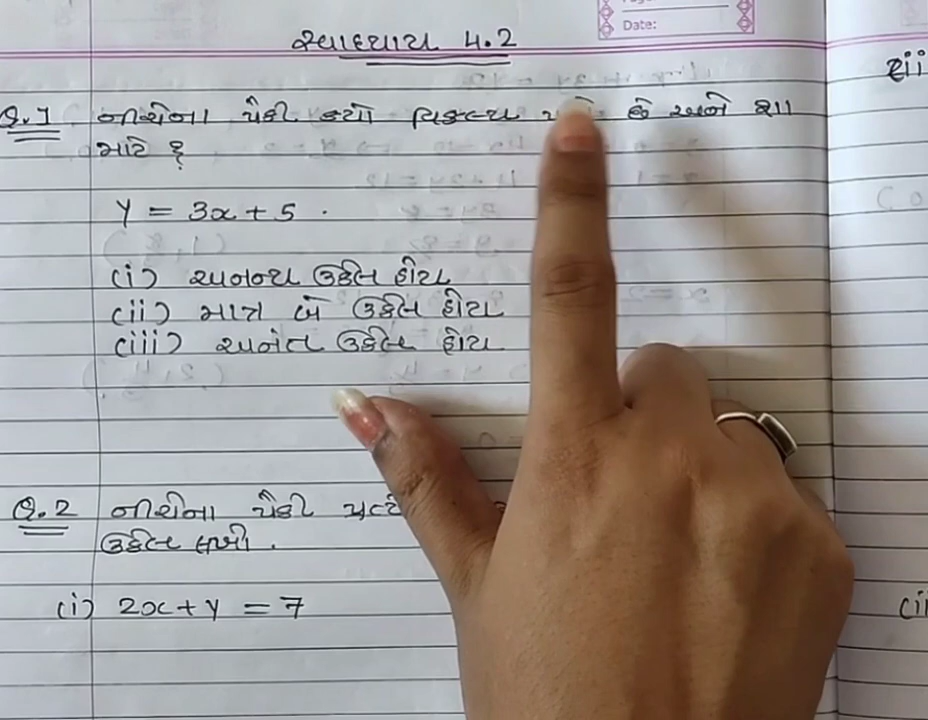 Date:
સ્વાધ્યાય 4.2
Q.1 નીચેના પૈકી કયો વિકલ્પ છે અને શા
માટે ?
y = 3x + 5 .
(i) અનન્ય ઉકેલ હોય
(ii) માત્ર બે ઉકેલ હોય
(iii) અનંત ઉકેલ હોય
Q.2 નીચેના પૈકી
ઉકેલ લખો .
(i) 2x + y = 7